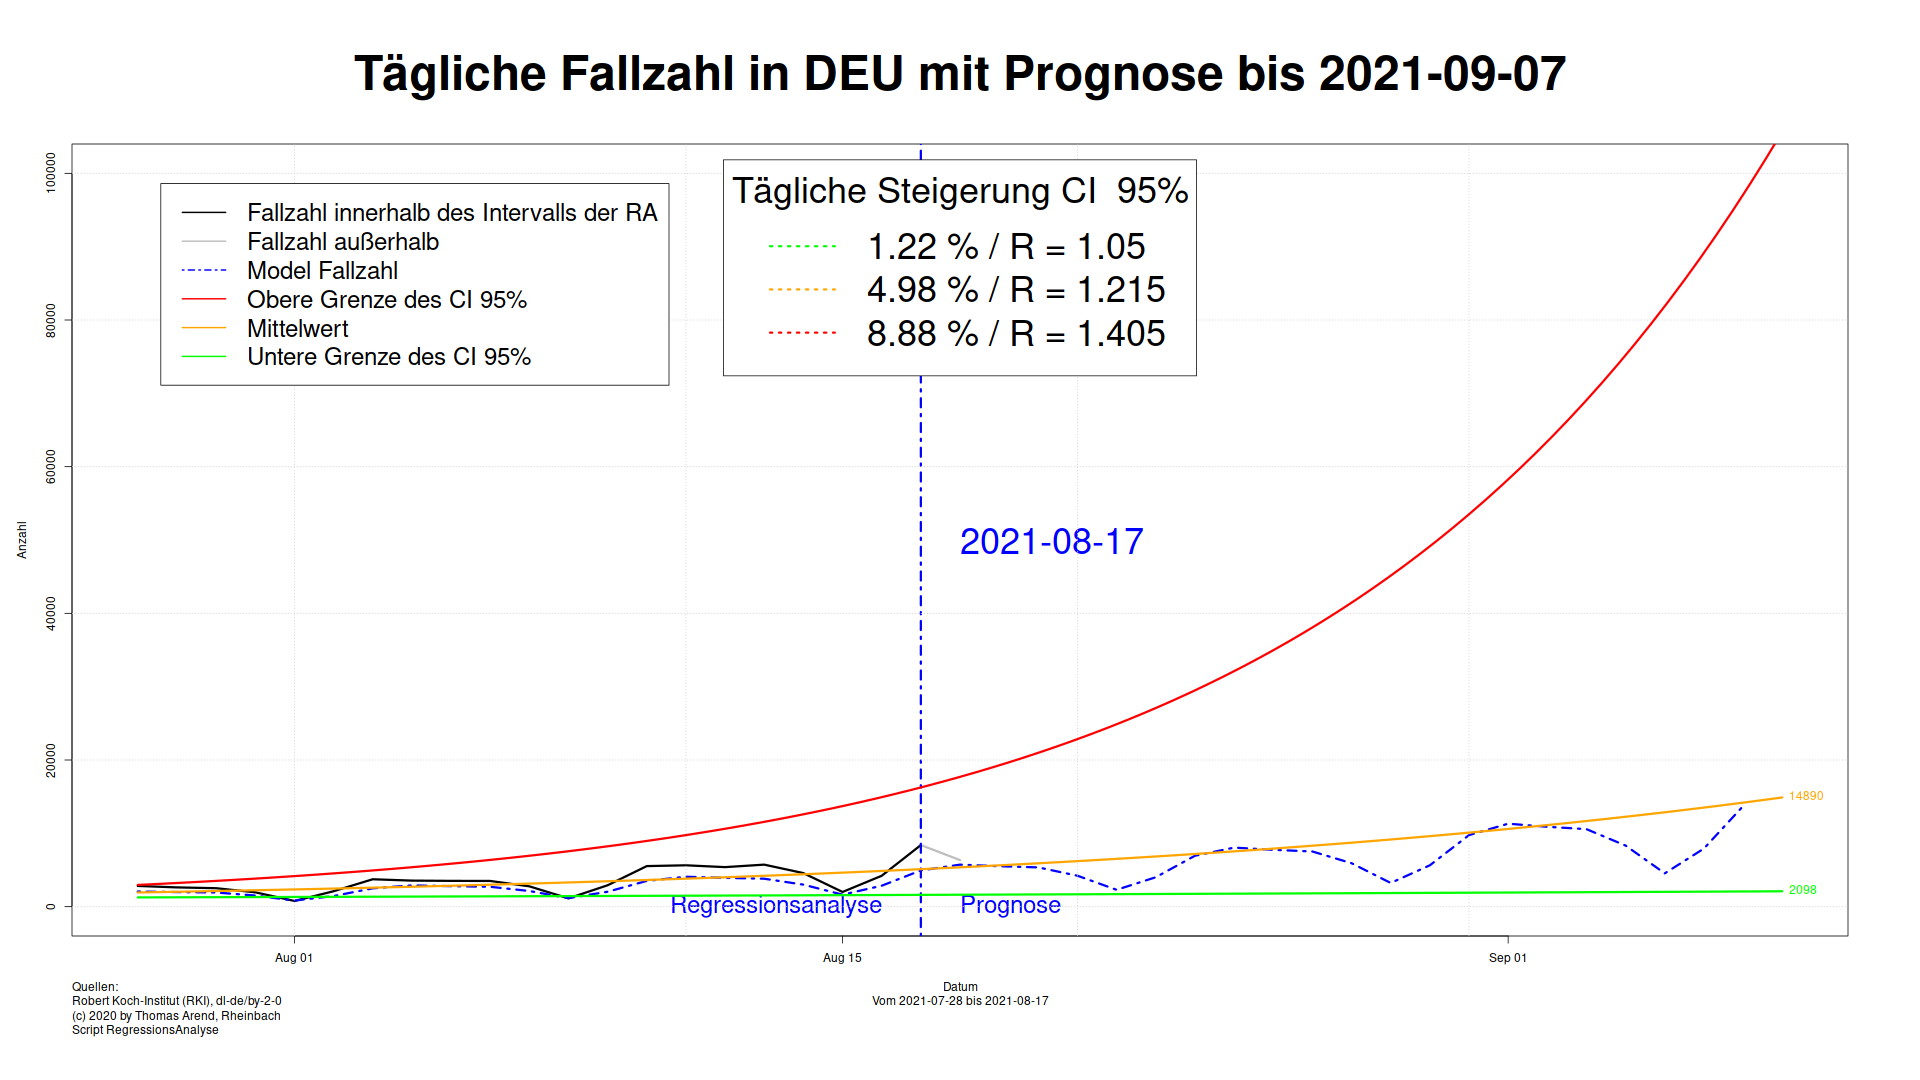 Tägliche Fallzahl in DEU mit Prognose bis 2021-09-07
Fallzahl innerhalb des Intervalls der RA
Fallzahl außerhalb
Model Fallzahl
Obere Grenze des CI 95%
Mittelwert
Untere Grenze des CI 95%
Tägliche Steigerung CI 95%
1.22 % / R = 1.05
4.98 % / R = 1.215
8.88 % / R = 1.405
100000
80000
60000
40000
20000
0
Anzahl
2021-08-17
14890
2098
Regressionsanalyse
Prognose
Aug 01
Aug 15
Sep 01
Datum
Vom 2021-07-28 bis 2021-08-17
Quellen:
Robert Koch-Institut (RKI), dl-de/by-2-0
(c) 2020 by Thomas Arend, Rheinbach
Script RegressionsAnalyse